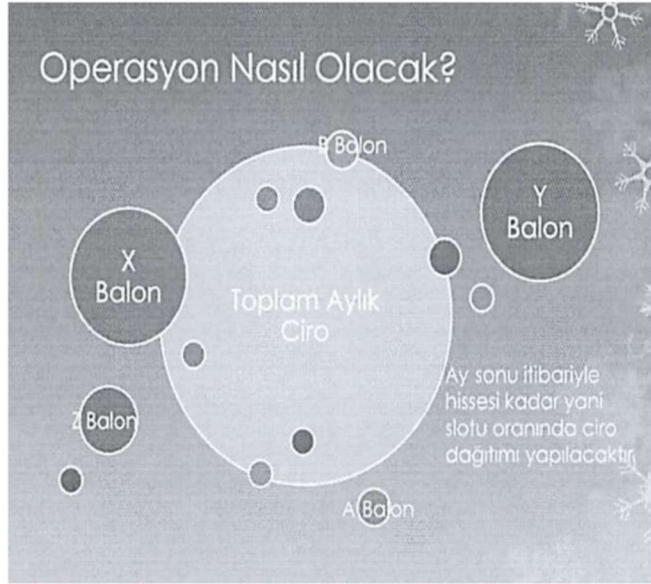 Operasyon Nasıl Olacak?
B Balon
Y
Balon
X
Balon
Toplam Aylık
Ciro
Ay sonu itibariyle
hissesi kadar yani
slotu oranında ciro
dağıtımı yapılacaktır.
Z Balon
A Balon